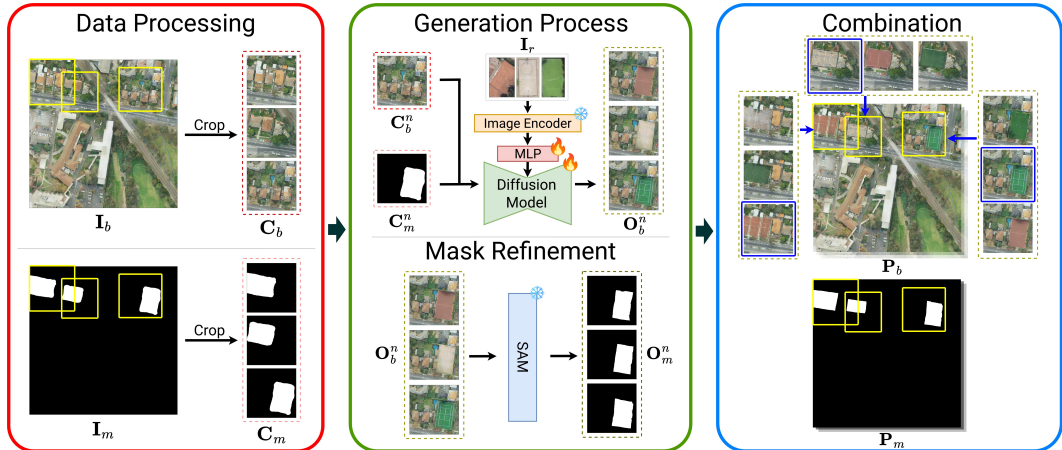 Data Processing
Crop
I_b
C_b
Crop
I_m
C_m
Generation Process
I_r
C_b^n
Image Encoder
MLP
Diffusion
Model
C_m^n
O_b^n
Mask Refinement
O_b^n
SAM
O_m^n
Combination
P_b
P_m